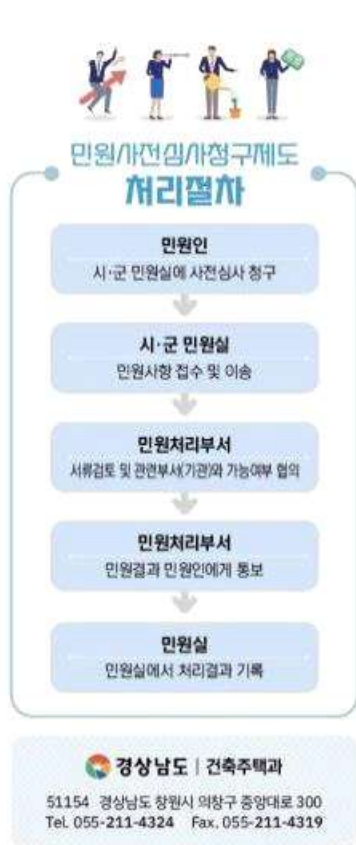 민원사전심사청구제도
처리절차
민원인
시·군 민원실에 사전심사 청구
시·군 민원실
민원사항 접수 및 이송
민원처리부서
서류검토 및 관련부서(기관)와 가능여부 협의
민원처리부서
민원결과 민원인에게 통보
민원실
민원실에서 처리결과 기록
경상남도 | 건축주택과
51154 경상남도 창원시 의창구 중앙대로 300
Tel. 055-211-4324 Fax. 055-211-4319